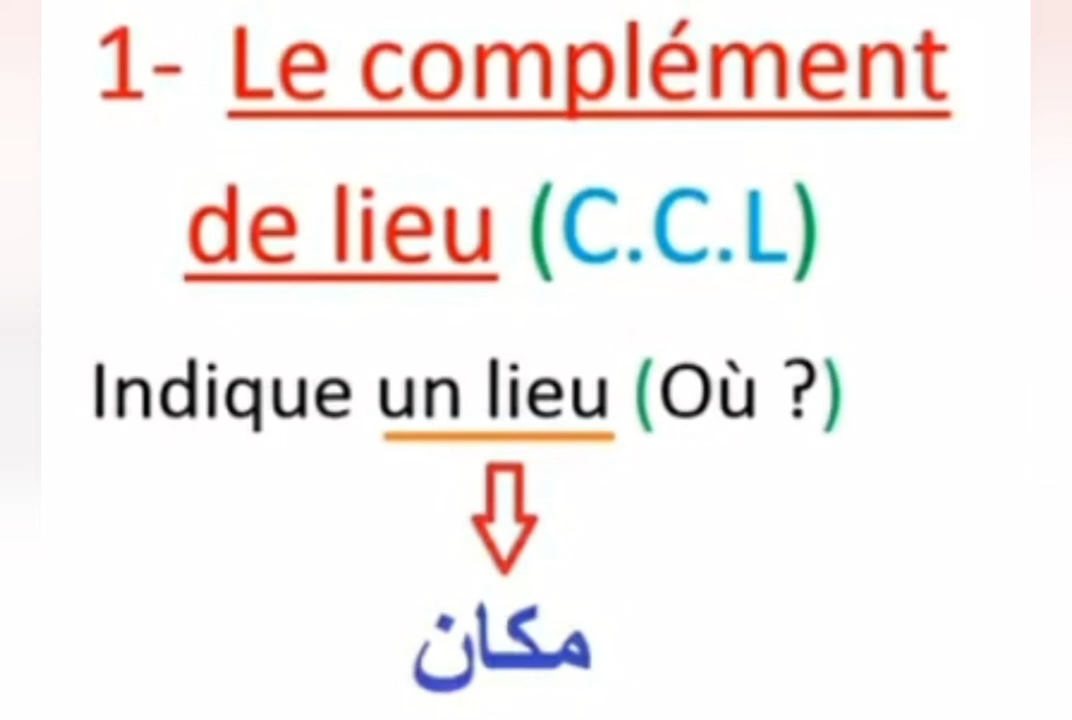 1- Le complément
de lieu (C.C.L)
Indique un lieu (Où ?)
مكان